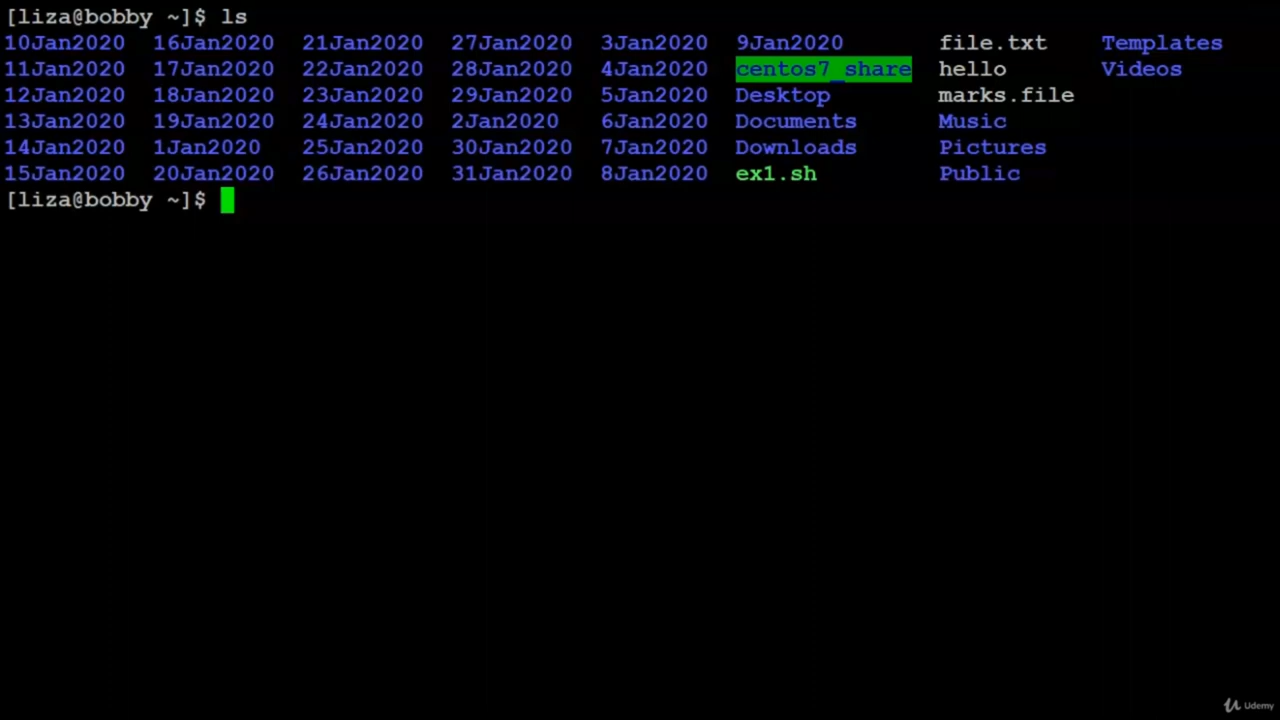 [liza@bobby ~]$ ls
10Jan2020  16Jan2020  21Jan2020  27Jan2020  3Jan2020  9Jan2020       file.txt    Templates
11Jan2020  17Jan2020  22Jan2020  28Jan2020  4Jan2020  centos7_share  hello       Videos
12Jan2020  18Jan2020  23Jan2020  29Jan2020  5Jan2020  Desktop        marks.file
13Jan2020  19Jan2020  24Jan2020  2Jan2020   6Jan2020  Documents      Music
14Jan2020  1Jan2020   25Jan2020  30Jan2020  7Jan2020  Downloads      Pictures
15Jan2020  20Jan2020  26Jan2020  31Jan2020  8Jan2020  ex1.sh         Public
[liza@bobby ~]$
Udemy